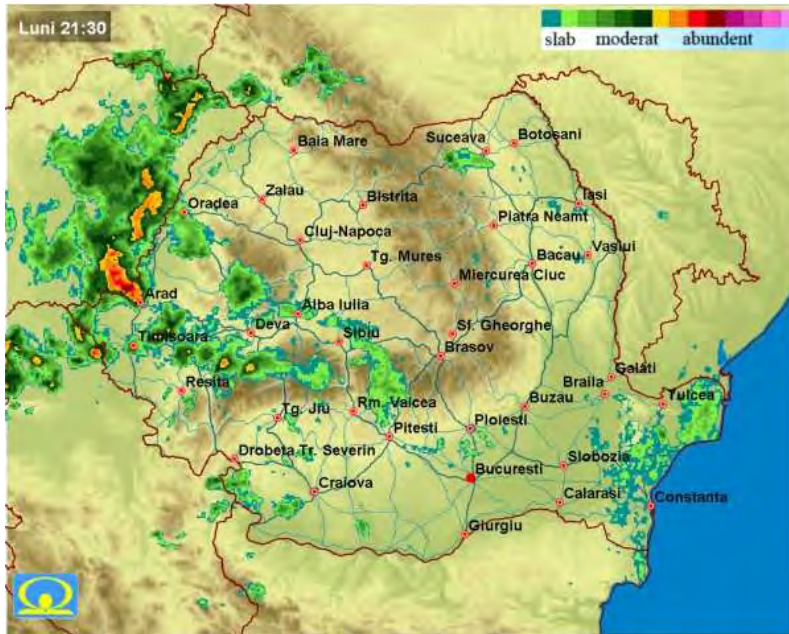 Luni 21:30
slab moderat abundent
Baia Mare
Suceava
Botosani
Oradea
Zalau
Bistrita
Iasi
Piatra Neamt
Cluj-Napoca
Tg. Mures
Bacau
Vaslui
Miercurea Ciuc
Arad
Alba Iulia
Timisoara
Deva
Sibiu
Sf. Gheorghe
Brasov
Resita
Galati
Braila
Tulcea
Tg. Jiu
Rm. Valcea
Buzau
Pitesti
Ploiesti
Drobeta Tr. Severin
Slobozia
Bucuresti
Craiova
Calarasi
Constanta
Giurgiu